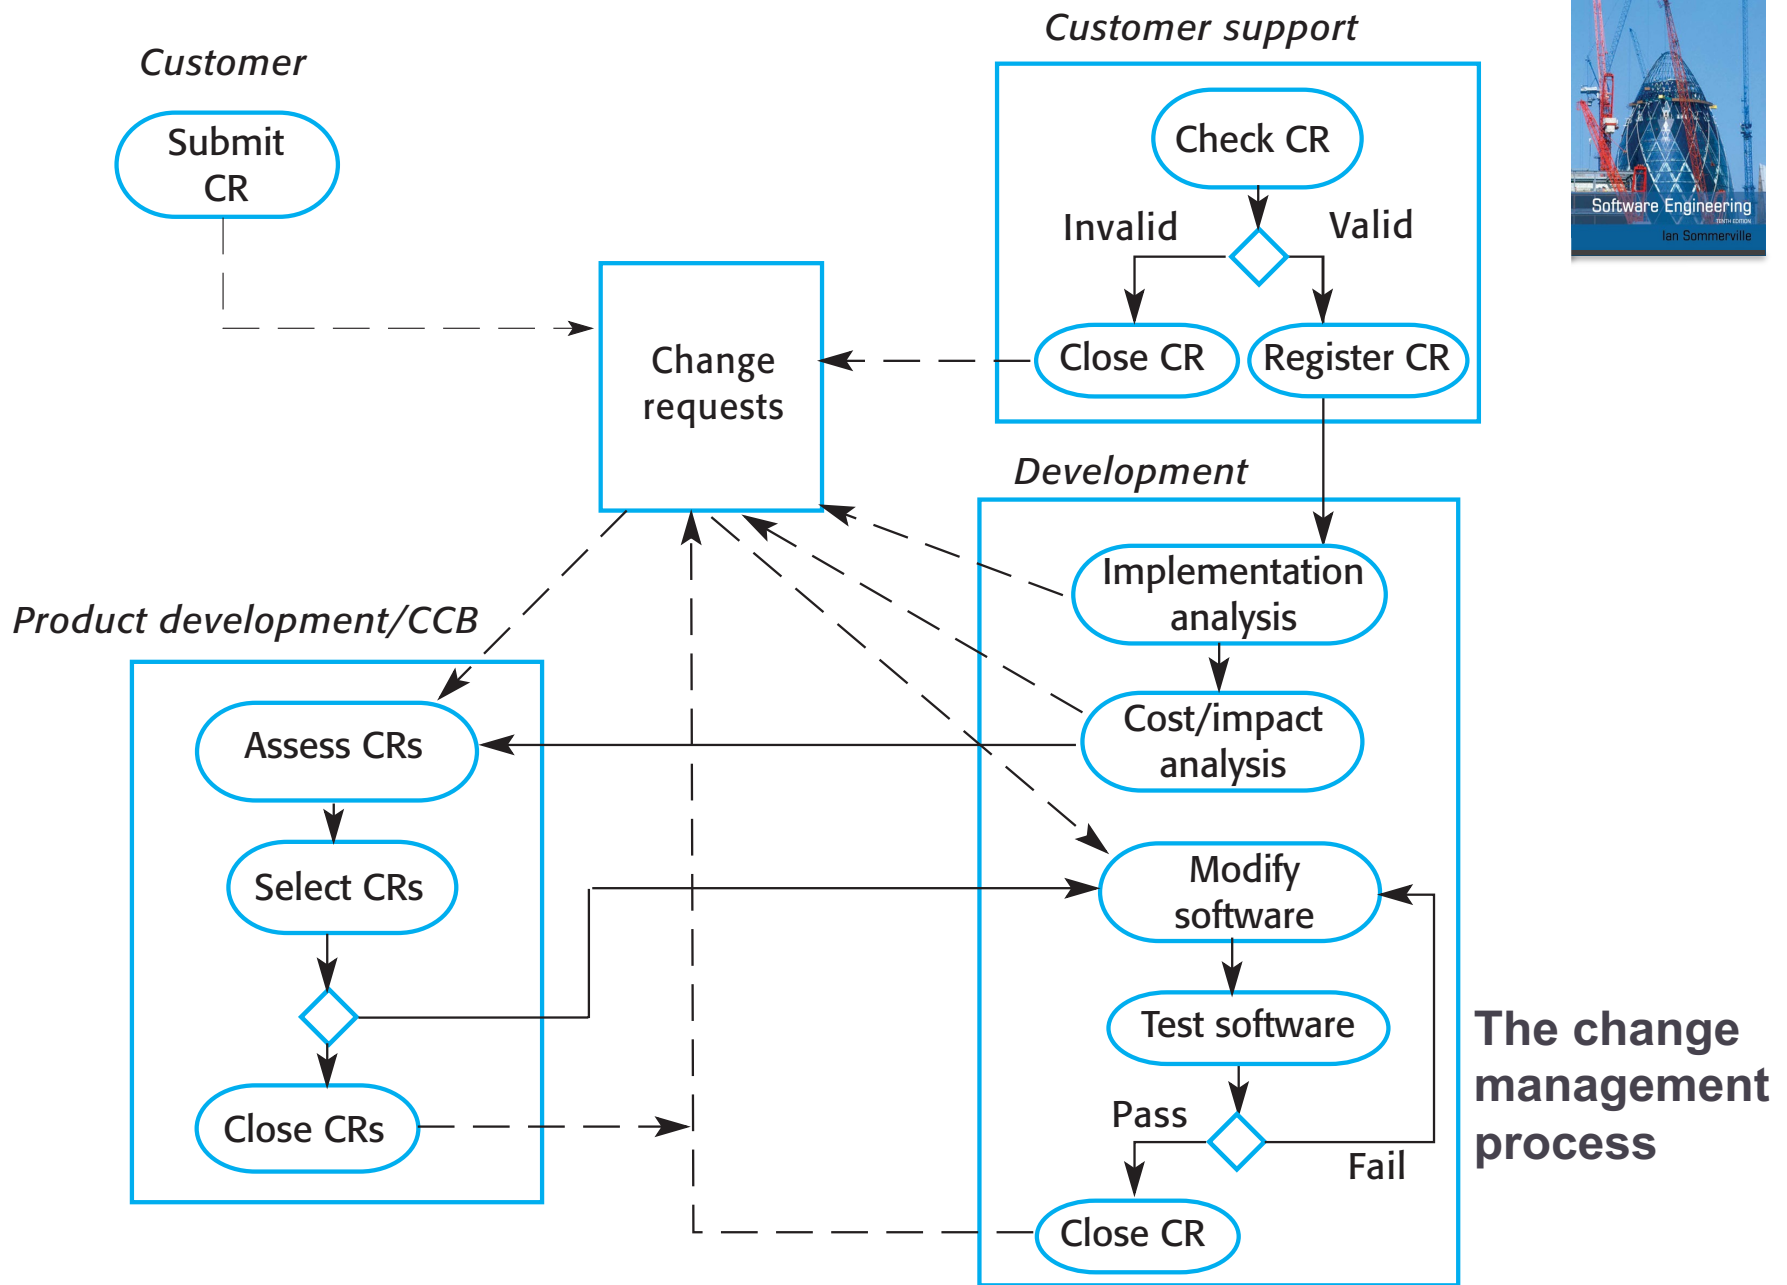 Customer
Submit
CR
Customer support
Check CR
Invalid
Valid
Close CR
Register CR
Change
requests
Software Engineering
TENTH EDITION
Ian Sommerville
Development
Implementation
analysis
Cost/impact
analysis
Modify
software
Test software
Pass
Fail
Close CR
Product development/CCB
Assess CRs
Select CRs
Close CRs
The change
management
process